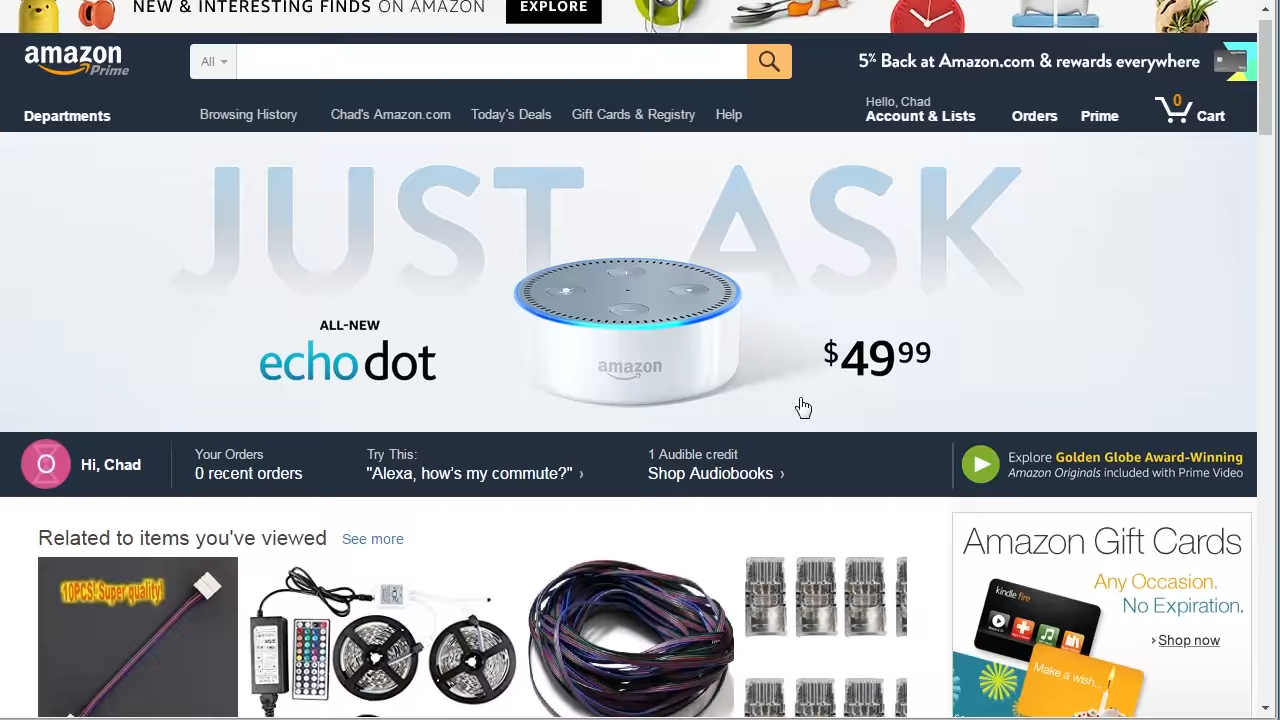 NEW & INTERESTING FINDS ON AMAZON
EXPLORE
amazon
Prime
All
5% Back at Amazon.com & rewards everywhere
Departments
Browsing History
Chad's Amazon.com
Today's Deals
Gift Cards & Registry
Help
Hello, Chad
Account & Lists
Orders
Prime
0
Cart
JUST ASK
ALL-NEW
echo dot
amazon
$49 99
O
Hi, Chad
Your Orders
0 recent orders
Try This:
"Alexa, how's my commute?" ›
1 Audible credit
Shop Audiobooks ›
Explore Golden Globe Award-Winning
Amazon Originals included with Prime Video
Related to items you've viewed
See more
10PCS! Super quality!
Amazon Gift Cards
Any Occasion.
No Expiration.
› Shop now
kindle fire
Make a wish...